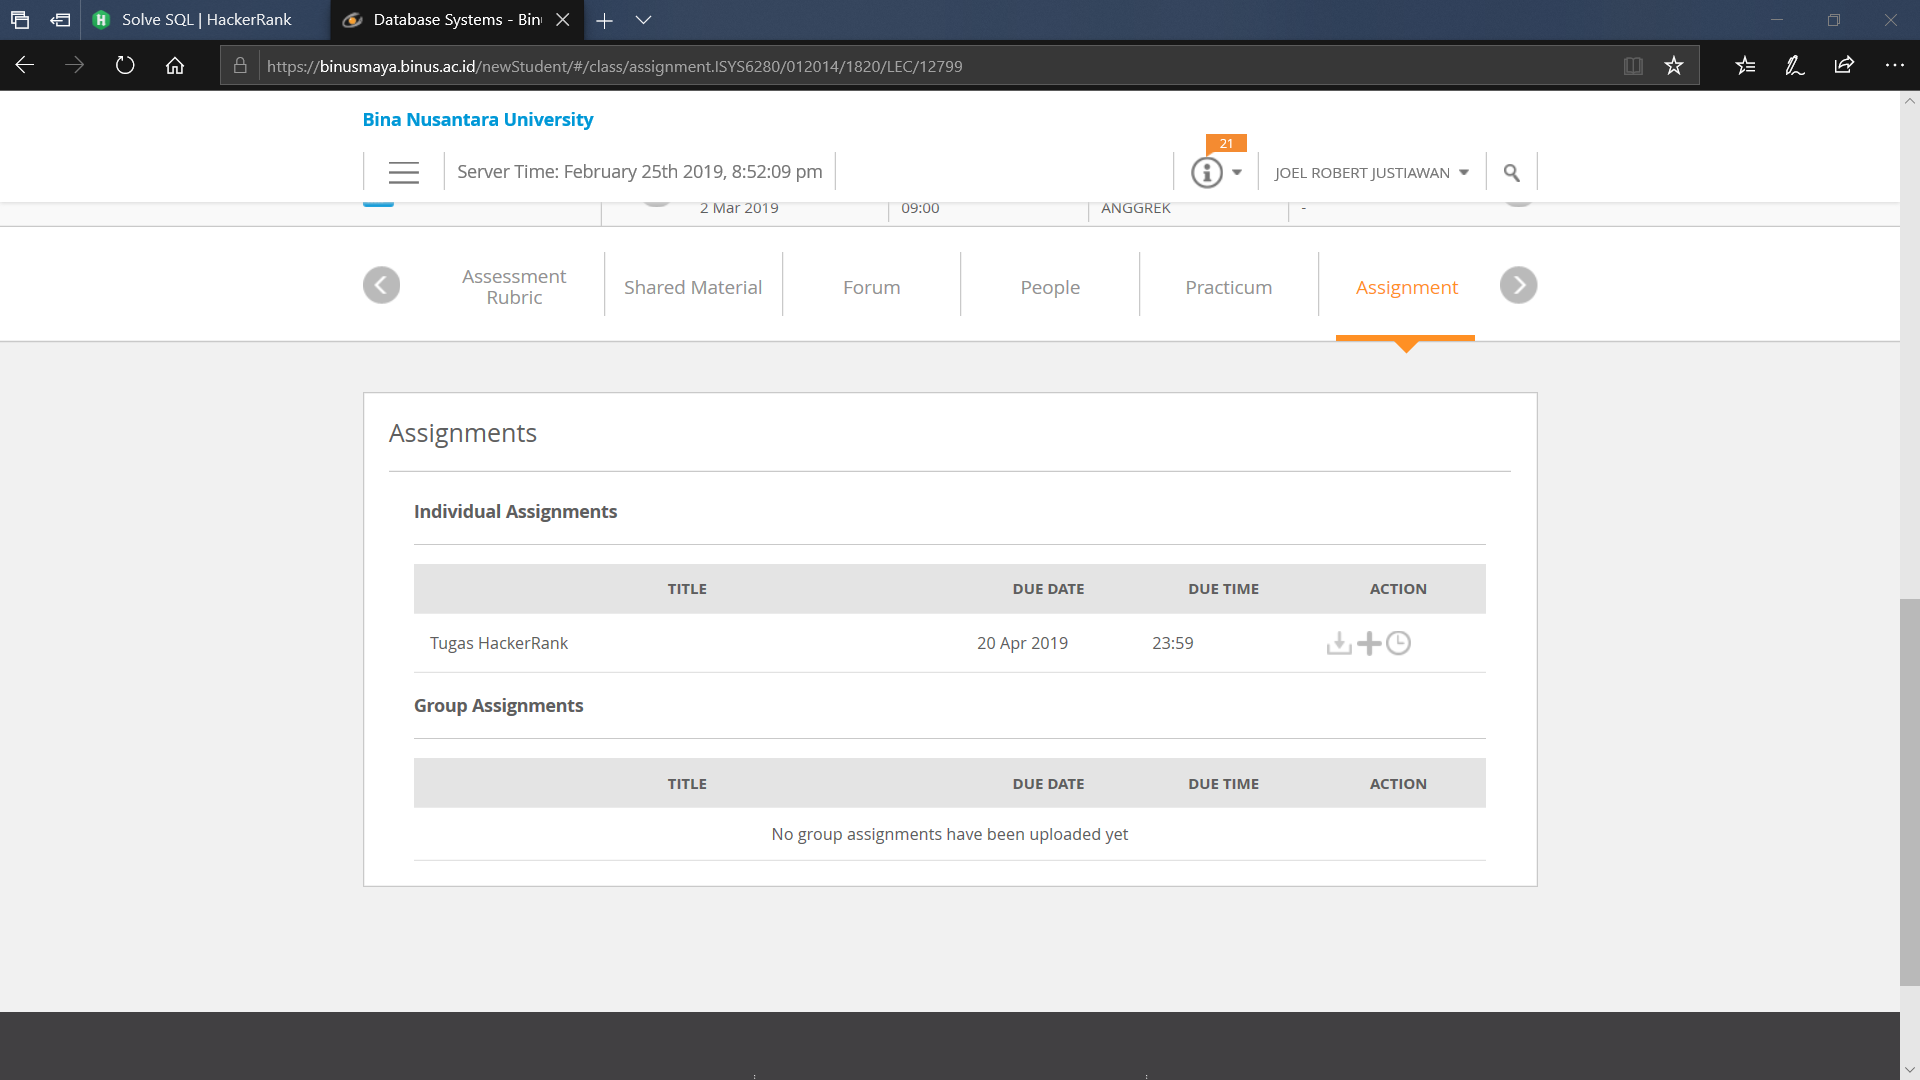 Solve SQL | HackerRank
Database Systems - Bin
https://binusmaya.binus.ac.id/newStudent/#/class/assignment.ISYS6280/012014/1820/LEC/12799
Bina Nusantara University
Server Time: February 25th 2019, 8:52:09 pm
21
JOEL ROBERT JUSTIAWAN
2 Mar 2019 09:00 ANGGREK -
Assessment Rubric
Shared Material
Forum
People
Practicum
Assignment
Assignments
Individual Assignments
TITLE DUE DATE DUE TIME ACTION
Tugas HackerRank 20 Apr 2019 23:59
Group Assignments
TITLE DUE DATE DUE TIME ACTION
No group assignments have been uploaded yet